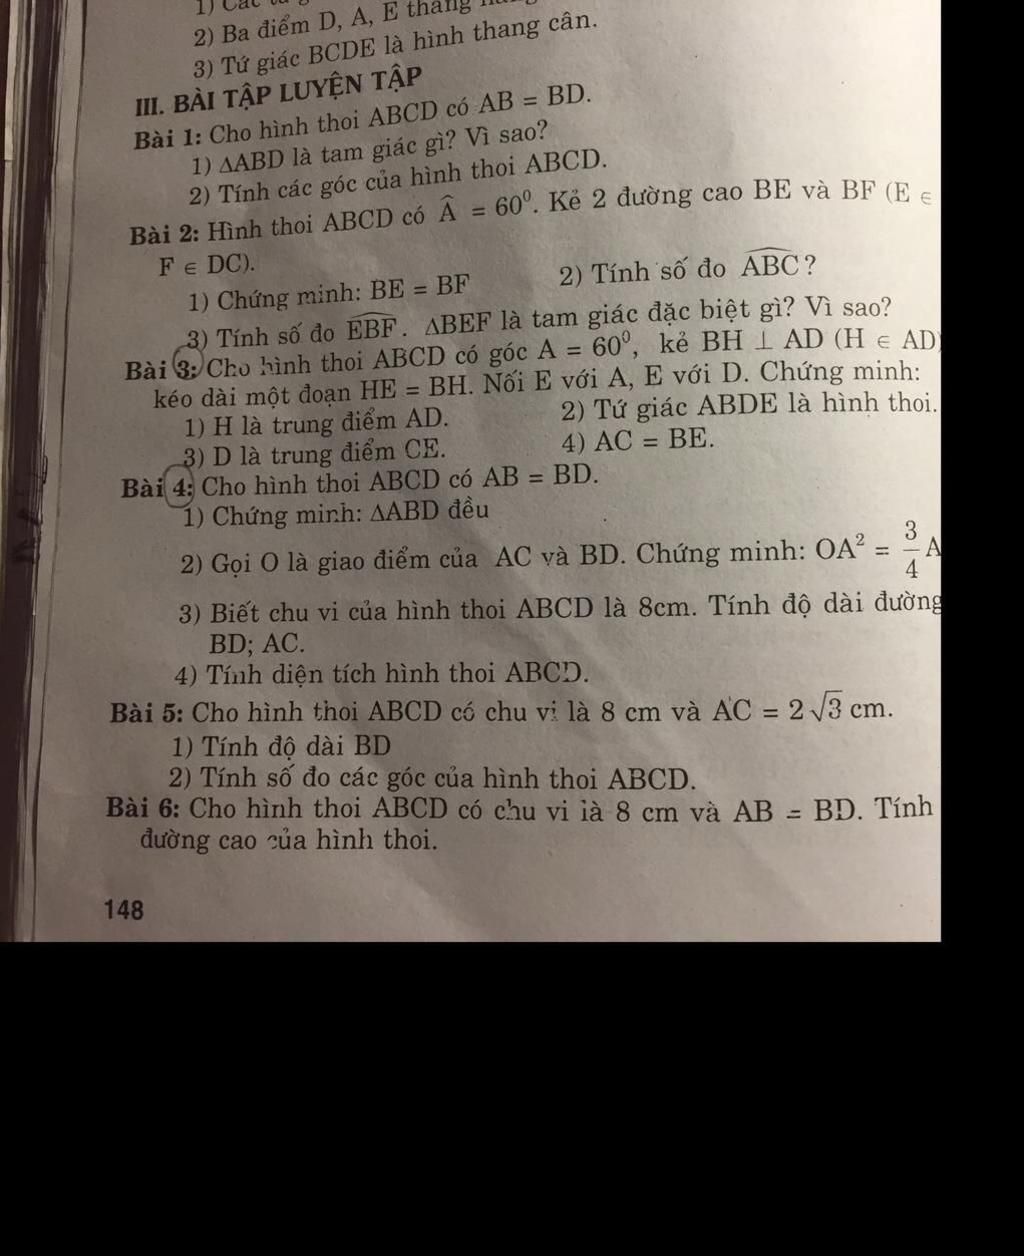 2) Ba điểm D, A, E thẳng
3) Tứ giác BCDE là hình thang cân.
III. BÀI TẬP LUYỆN TẬP
Bài 1: Cho hình thoi ABCD có AB = BD.
1) ΔABD là tam giác gì? Vì sao?
2) Tính các góc của hình thoi ABCD.
Bài 2: Hình thoi ABCD có Â = 60⁰. Kẻ 2 đường cao BE và BF (E ∈
F ∈ DC).
1) Chứng minh: BE = BF 2) Tính số đo ABC?
3) Tính số đo EBF. ΔBEF là tam giác đặc biệt gì? Vì sao?
Bài 3: Cho hình thoi ABCD có góc A = 60⁰, kẻ BH ⊥ AD (H ∈ AD)
kéo dài một đoạn HE = BH. Nối E với A, E với D. Chứng minh:
1) H là trung điểm AD. 2) Tứ giác ABDE là hình thoi.
3) D là trung điểm CE. 4) AC = BE.
Bài 4: Cho hình thoi ABCD có AB = BD.
1) Chứng minh: ΔABD đều
2) Gọi O là giao điểm của AC và BD. Chứng minh: OA² = 3/4 A
3) Biết chu vi của hình thoi ABCD là 8cm. Tính độ dài đường
BD; AC.
4) Tính diện tích hình thoi ABCD.
Bài 5: Cho hình thoi ABCD có chu vi là 8 cm và AC = 2√3 cm.
1) Tính độ dài BD
2) Tính số đo các góc của hình thoi ABCD.
Bài 6: Cho hình thoi ABCD có chu vi là 8 cm và AB = BD. Tính
đường cao của hình thoi.
148